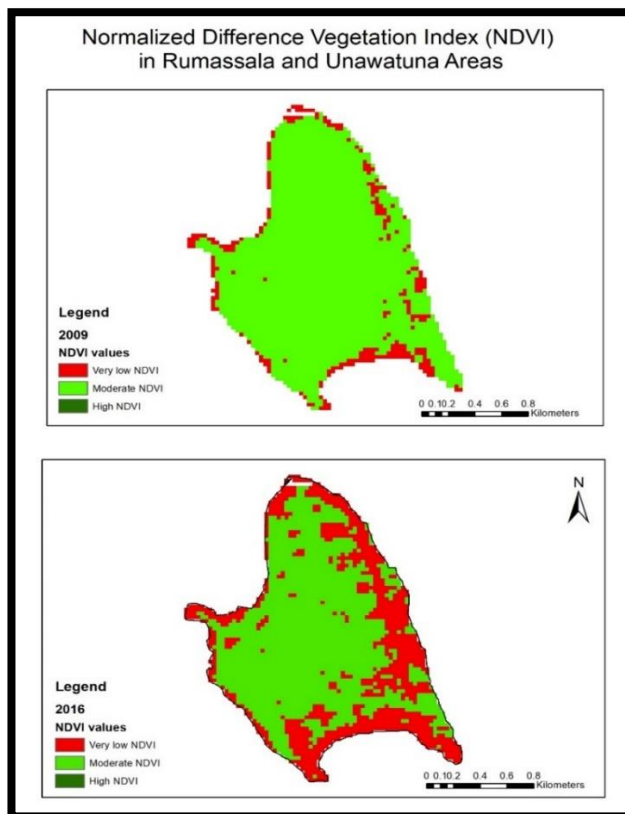 Normalized Difference Vegetation Index (NDVI)
in Rumassala and Unawatuna Areas
Legend
2009
NDVI values
Very low NDVI
Moderate NDVI
High NDVI
0 0.10.2 0.4 0.6 0.8
Kilometers
N
Legend
2016
NDVI values
Very low NDVI
Moderate NDVI
High NDVI
0 0.10.2 0.4 0.6 0.8
Kilometers